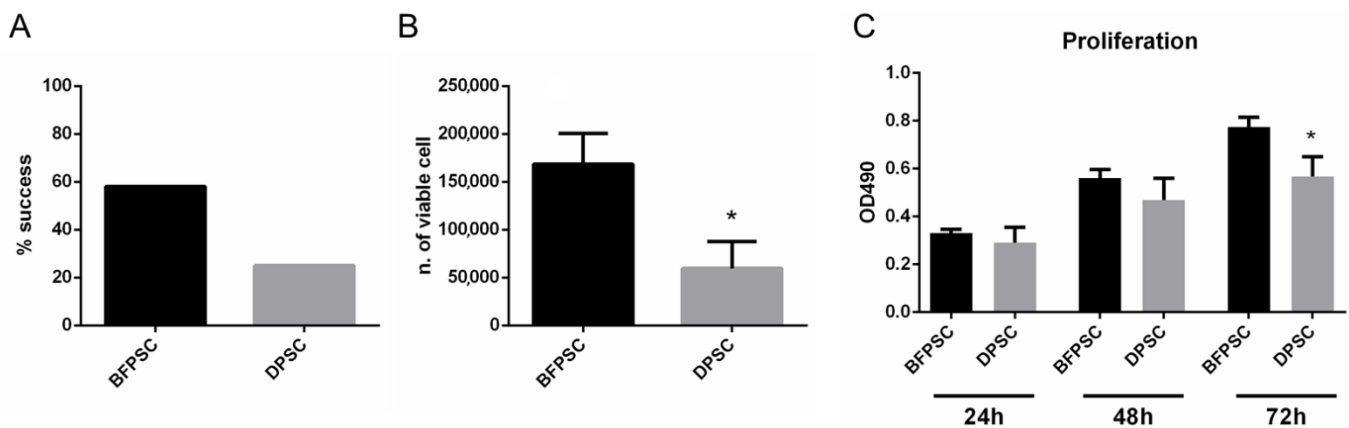 A
% success
100
80
60
40
20
0
BFPSC
DPSC
B
n. of viable cell
250,000
200,000
150,000
100,000
50,000
0
BFPSC
DPSC
*
C
Proliferation
OD490
1.0
0.8
0.6
0.4
0.2
0.0
*
BFPSC
DPSC
BFPSC
DPSC
BFPSC
DPSC
24h
48h
72h